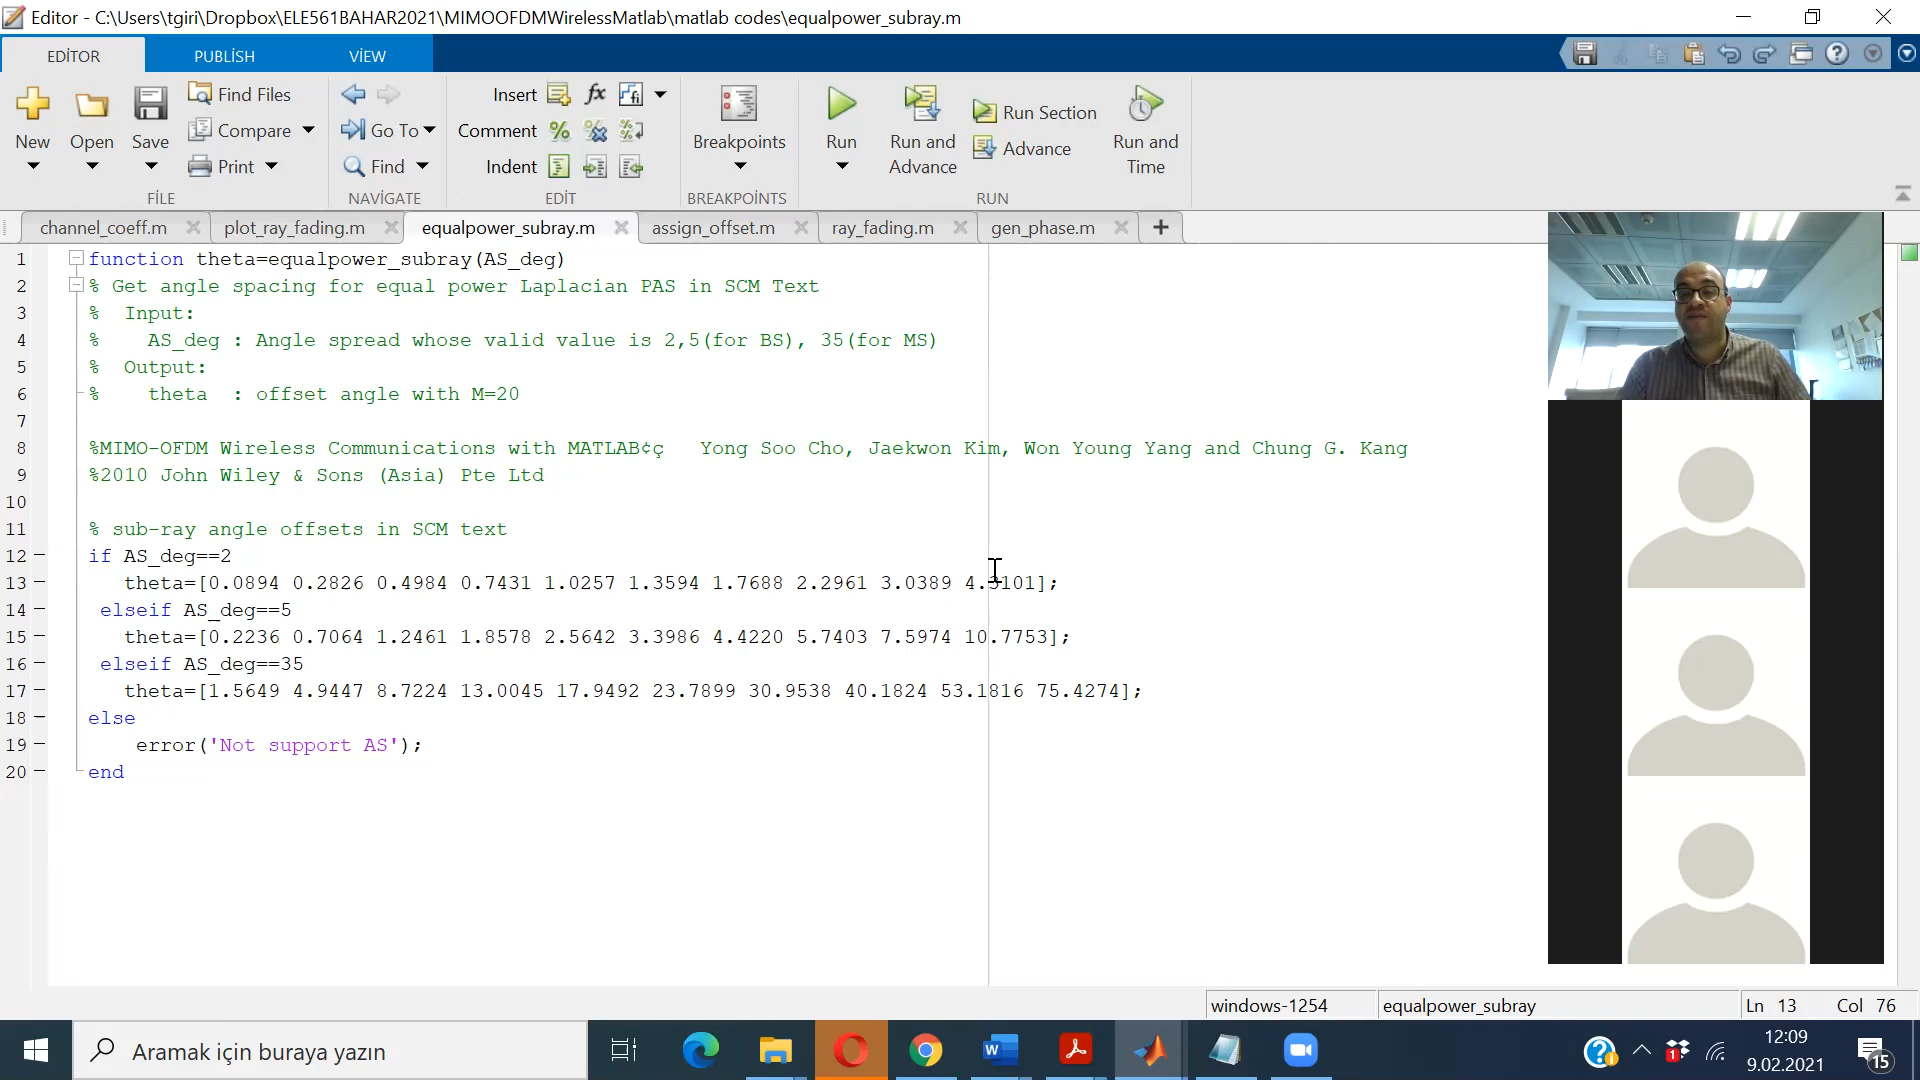 Editor - C:\Users\tgiri\Dropbox\ELE561BAHAR2021\MIMOOFDMWirelessMatlab\matlab codes\equalpower_subray.m
EDİTOR PUBLİSH VİEW
New Open Save Find Files Compare Print
Go To Find
Insert fx
Comment
Indent
Breakpoints
Run Run and Advance Run Section Advance Run and Time
FİLE NAVİGATE EDİT BREAKPOİNTS RUN
channel_coeff.m plot_ray_fading.m equalpower_subray.m assign_offset.m ray_fading.m gen_phase.m
1 function theta=equalpower_subray(AS_deg)
2 % Get angle spacing for equal power Laplacian PAS in SCM Text
3 % Input:
4 % AS_deg : Angle spread whose valid value is 2,5(for BS), 35(for MS)
5 % Output:
6 % theta : offset angle with M=20
7
8 %MIMO-OFDM Wireless Communications with MATLAB¢ç Yong Soo Cho, Jaekwon Kim, Won Young Yang and Chung G. Kang
9 %2010 John Wiley & Sons (Asia) Pte Ltd
10
11 % sub-ray angle offsets in SCM text
12 if AS_deg==2
13 theta=[0.0894 0.2826 0.4984 0.7431 1.0257 1.3594 1.7688 2.2961 3.0389 4.3101];
14 elseif AS_deg==5
15 theta=[0.2236 0.7064 1.2461 1.8578 2.5642 3.3986 4.4220 5.7403 7.5974 10.7753];
16 elseif AS_deg==35
17 theta=[1.5649 4.9447 8.7224 13.0045 17.9492 23.7899 30.9538 40.1824 53.1816 75.4274];
18 else
19 error('Not support AS');
20 end
windows-1254 equalpower_subray Ln 13 Col 76
Aramak için buraya yazın
12:09
9.02.2021
15